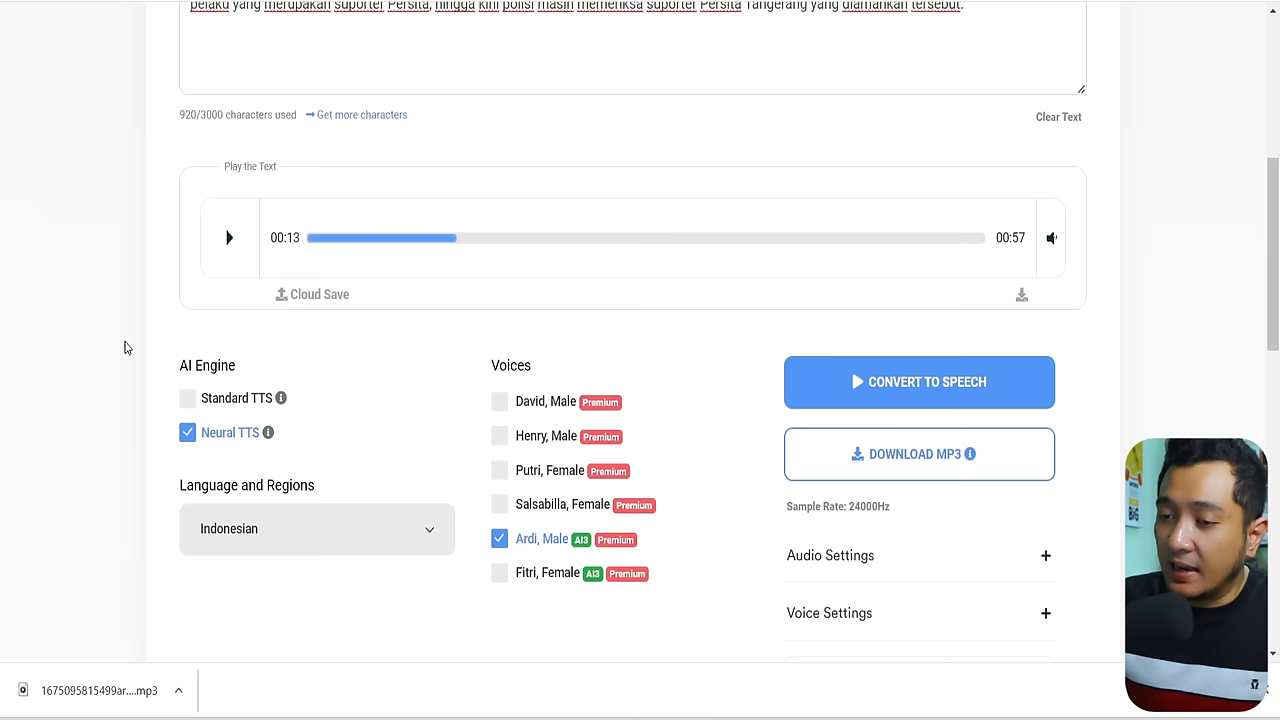 pelaku yang merupakan suporter Persita, hingga kini polisi masih memeriksa suporter Persita Tangerang yang diamankan tersebut.
920/3000 characters used
Get more characters
Clear Text
Play the Text
00:13
00:57
Cloud Save
AI Engine
Standard TTS
Neural TTS
Language and Regions
Indonesian
Voices
David, Male Premium
Henry, Male Premium
Putri, Female Premium
Salsabilla, Female Premium
Ardi, Male AI3 Premium
Fitri, Female AI3 Premium
CONVERT TO SPEECH
DOWNLOAD MP3
Sample Rate: 24000Hz
Audio Settings
Voice Settings
1675095815499ar....mp3